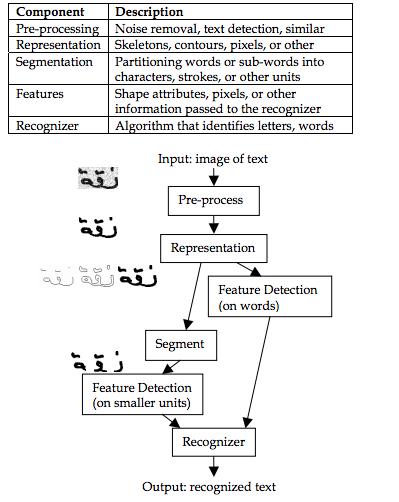 Component Description
Pre-processing Noise removal, text detection, similar
Representation Skeletons, contours, pixels, or other
Segmentation Partitioning words or sub-words into
characters, strokes, or other units
Features Shape attributes, pixels, or other
information passed to the recognizer
Recognizer Algorithm that identifies letters, words
Input: image of text
Pre-process
Representation
Feature Detection
(on words)
Segment
Feature Detection
(on smaller units)
Recognizer
Output: recognized text